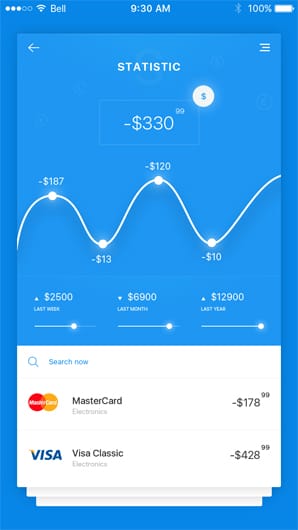 Bell 9:30 AM 100%
STATISTIC
$
-$330 99
-$120
-$187
-$13
-$10
▲ $2500 ▼ $6900 ▲ $12900
LAST WEEK LAST MONTH LAST YEAR
Search now
MasterCard MasterCard -$178 99
Electronics
VISA Visa Classic -$428 99
Electronics